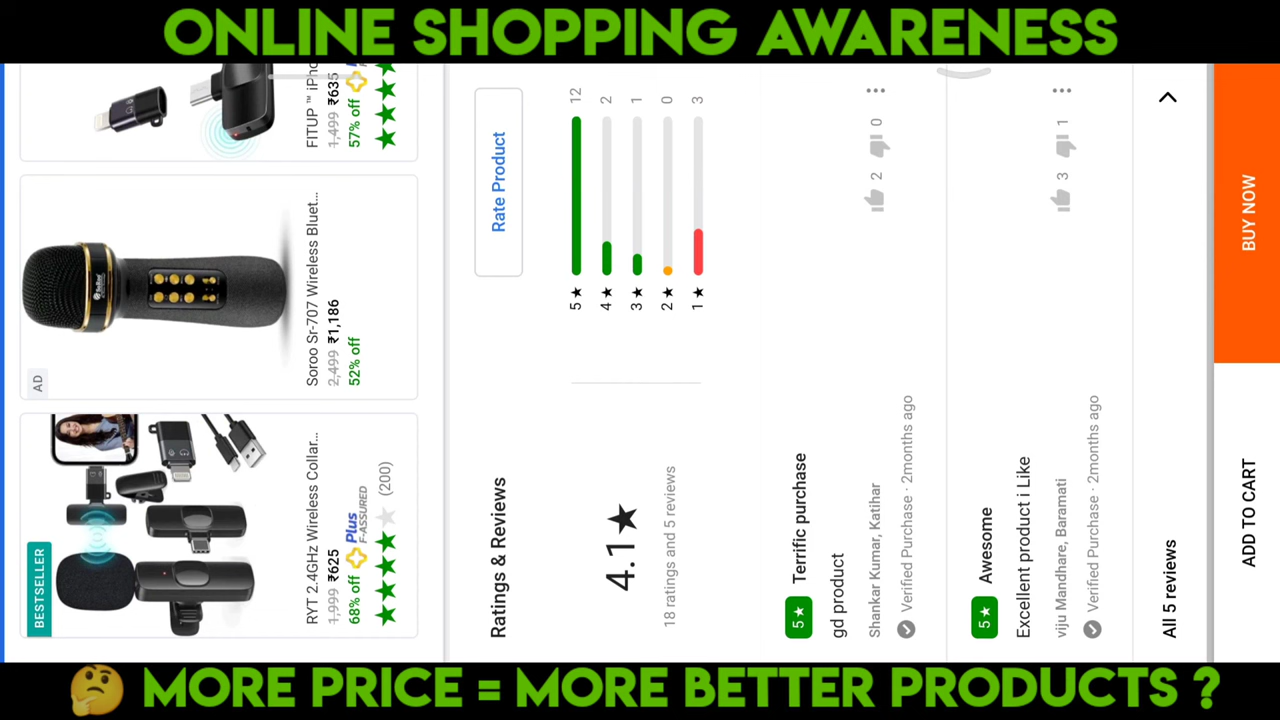 ONLINE SHOPPING AWARENESS
BESTSELLER
RYT 2.4GHz Wireless Collar...
1,999 ₹625
68% off Plus
F-ASSURED
(200)
AD
Soroo Sr-707 Wireless Bluet...
2,499 ₹1,186
52% off
FITUP ™ iPho
1,499 ₹635
57% off
Ratings & Reviews
Rate Product
4.1★
18 ratings and 5 reviews
5 ★ 12
4 ★ 2
3 ★ 1
2 ★ 0
1 ★ 3
5★ Terrific purchase
gd product
Shankar Kumar, Katihar
Verified Purchase · 2months ago
2 0
5★ Awesome
Excellent product i Like
viju Mandhare, Baramati
Verified Purchase · 2months ago
3 1
All 5 reviews
ADD TO CART
BUY NOW
MORE PRICE = MORE BETTER PRODUCTS ?